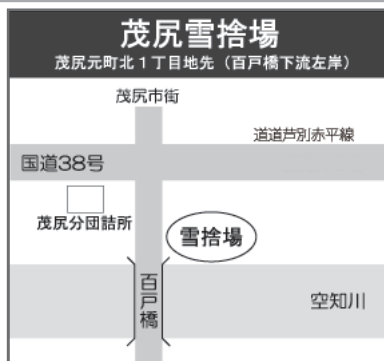 茂尻雪捨場
茂尻元町北1丁目地先（百戸橋下流左岸）
茂尻市街
道道芦別赤平線
国道38号
茂尻分団詰所
雪捨場
百戸橋
空知川